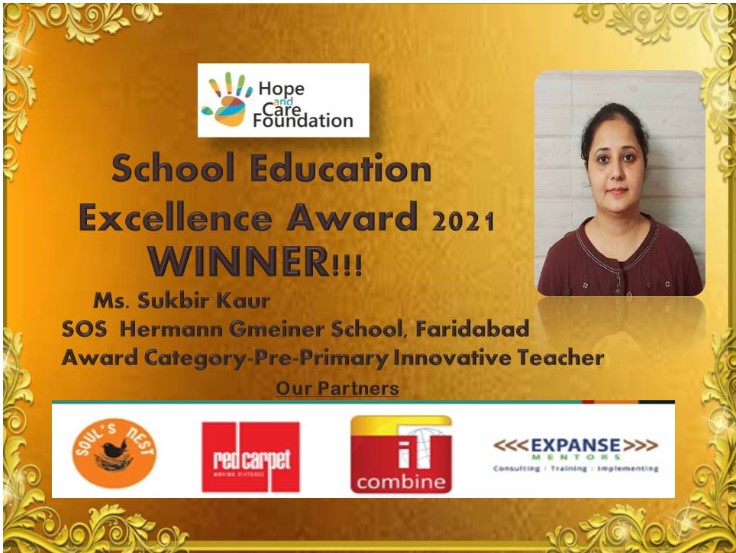 Hope
and
Care
Foundation
School Education
Excellence Award 2021
WINNER!!!
Ms. Sukbir Kaur
SOS Hermann Gmeiner School, Faridabad
Award Category-Pre-Primary Innovative Teacher
Our Partners
SOUL'S NEST
red carpet
MOVING PICTURES
iT
combine
<<<EXPANSE>>>
MENTORS
Consulting : Training : Implementing